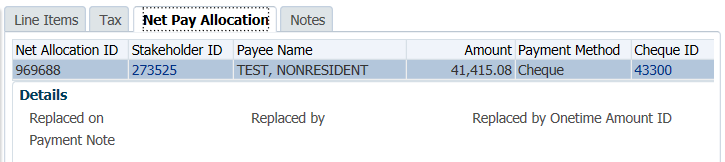 Line Items Tax Net Pay Allocation Notes
Net Allocation ID Stakeholder ID Payee Name Amount Payment Method Cheque ID
969688 273525 TEST, NONRESIDENT 41,415.08 Cheque 43300
Details
Replaced on Replaced by Replaced by Onetime Amount ID
Payment Note